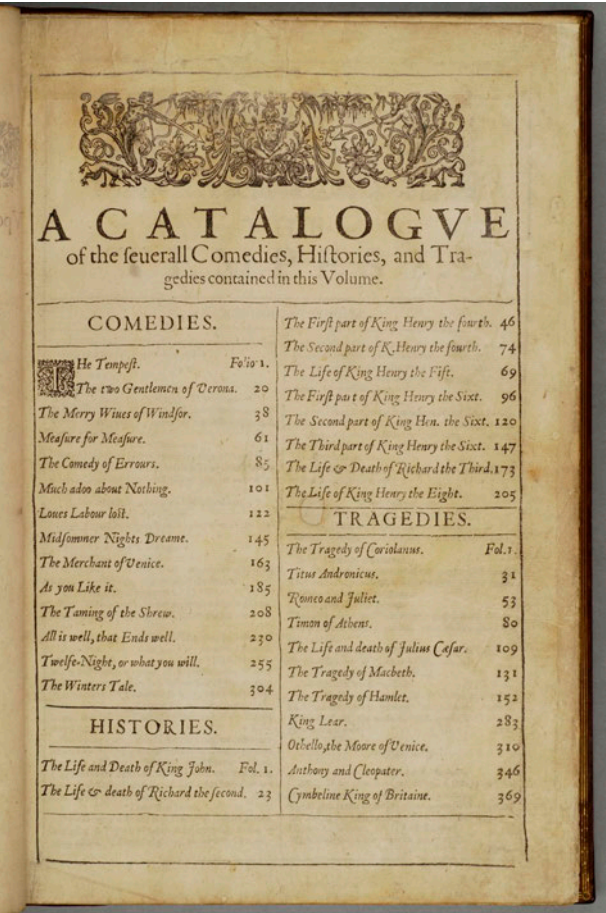 A CATALOGVE
of the ſeuerall Comedies, Hiſtories, and Tra-
gedies contained in this Volume.
COMEDIES.
THe Tempeſt. Folio 1.
The two Gentlemen of Verona. 20
The Merry Wiues of Windſor. 38
Meaſure for Meaſure. 61
The Comedy of Errours. 85
Much adoo about Nothing. 101
Loues Labour loſt. 122
Midſommer Nights Dreame. 145
The Merchant of Venice. 163
As you Like it. 185
The Taming of the Shrew. 208
All is well, that Ends well. 230
Twelfe-Night, or what you will. 255
The Winters Tale. 304
HISTORIES.
The Life and Death of King John. Fol. 1.
The Life & death of Richard the ſecond. 23
The Firſt part of King Henry the fourth. 46
The Second part of K. Henry the fourth. 74
The Life of King Henry the Fift. 69
The Firſt part of King Henry the Sixt. 96
The Second part of King Hen. the Sixt. 120
The Third part of King Henry the Sixt. 147
The Life & Death of Richard the Third. 173
The Life of King Henry the Eight. 205
TRAGEDIES.
The Tragedy of Coriolanus. Fol. 1.
Titus Andronicus. 31
Romeo and Juliet. 53
Timon of Athens. 80
The Life and death of Julius Cæſar. 109
The Tragedy of Macbeth. 131
The Tragedy of Hamlet. 152
King Lear. 283
Othello, the Moore of Venice. 310
Anthony and Cleopater. 346
Cymbeline King of Britaine. 369